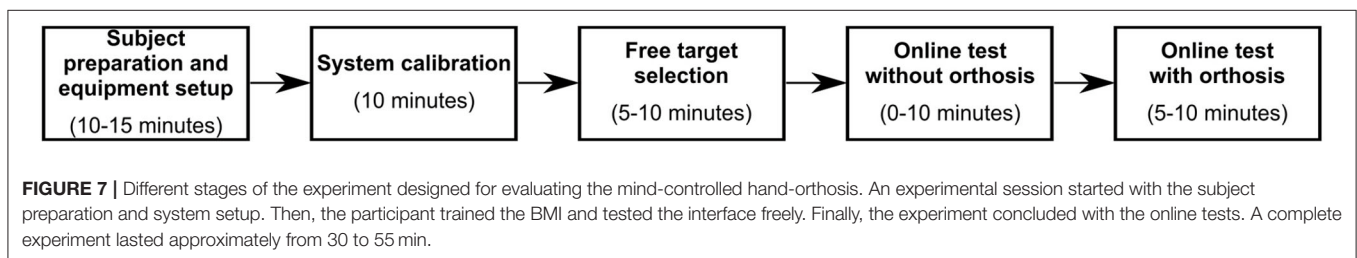 Subject
preparation and
equipment setup
(10-15 minutes)
System calibration
(10 minutes)
Free target
selection
(5-10 minutes)
Online test
without orthosis
(0-10 minutes)
Online test
with orthosis
(5-10 minutes)
FIGURE 7 | Different stages of the experiment designed for evaluating the mind-controlled hand-orthosis. An experimental session started with the subject
preparation and system setup. Then, the participant trained the BMI and tested the interface freely. Finally, the experiment concluded with the online tests. A complete
experiment lasted approximately from 30 to 55 min.